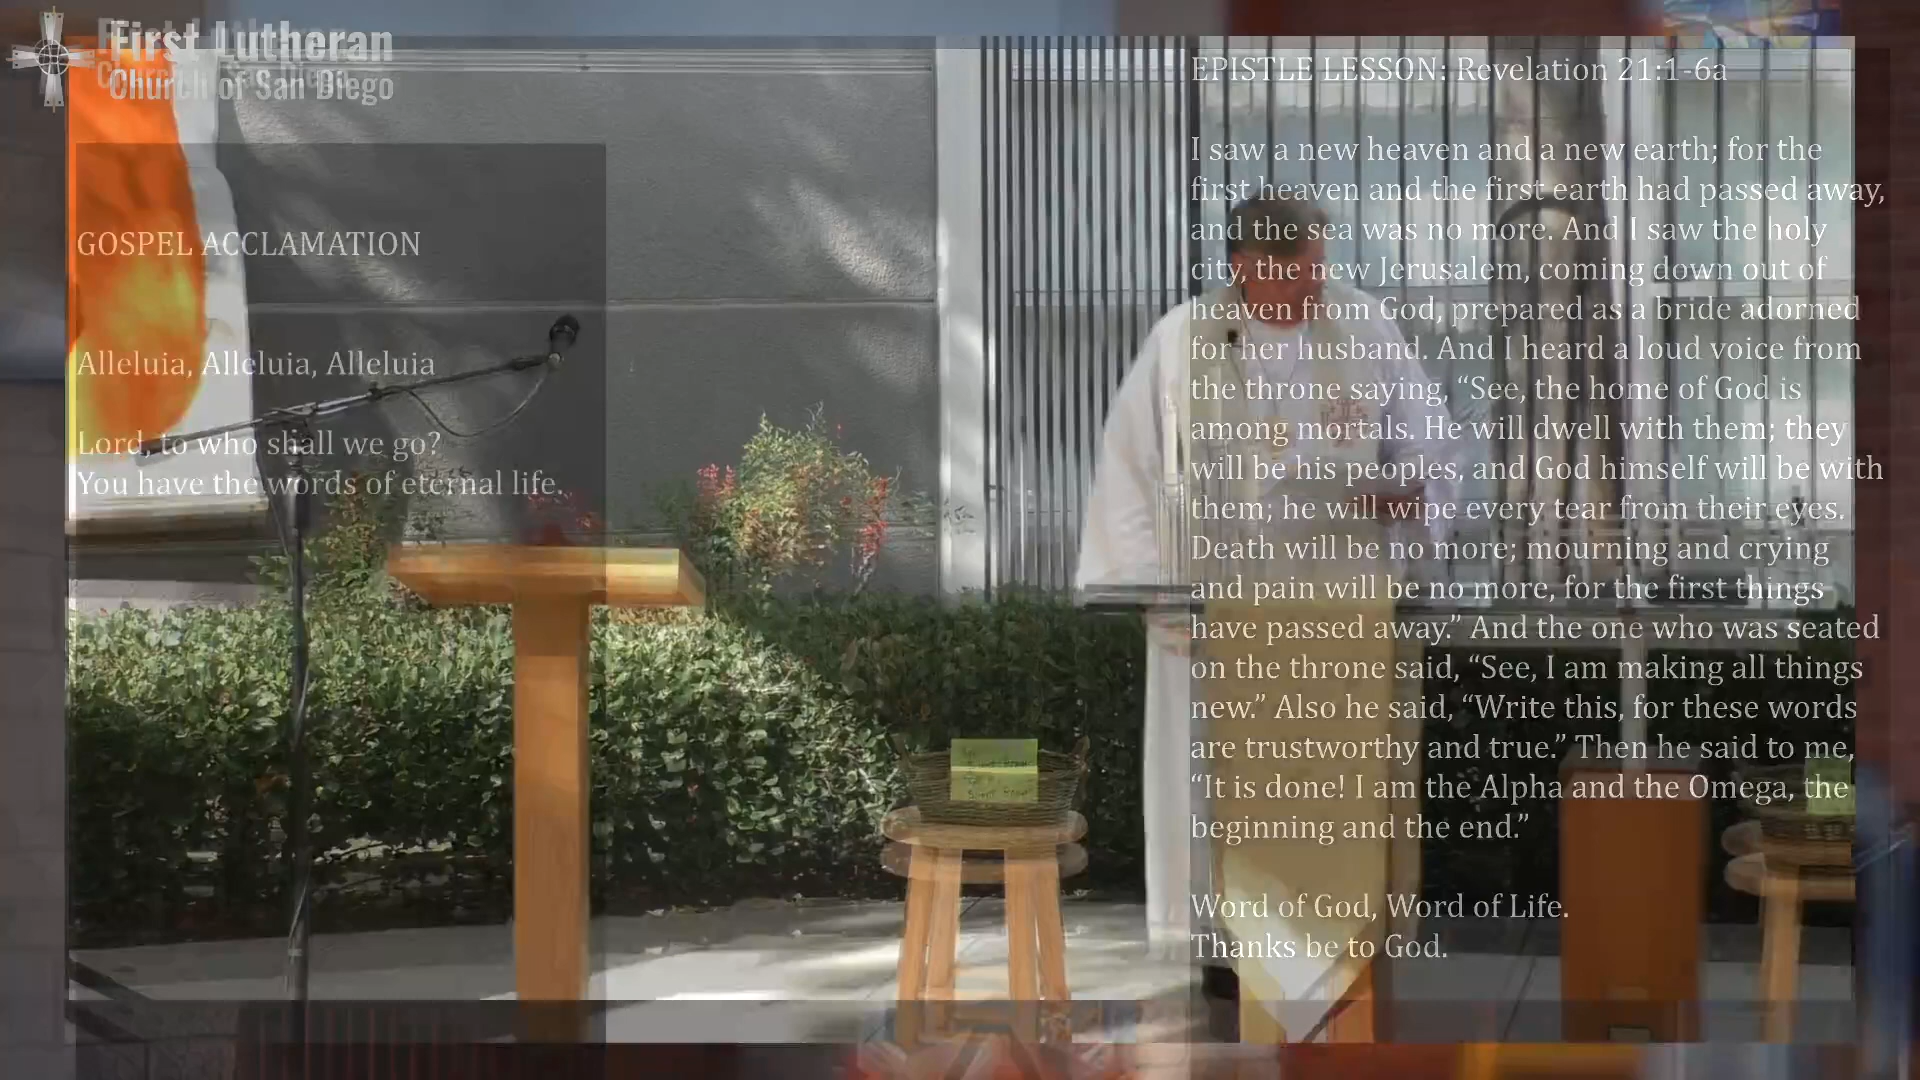 First Lutheran
Church of San Diego
GOSPEL ACCLAMATION
Alleluia, Alleluia, Alleluia
Lord, to who shall we go?
You have the words of eternal life.
EPISTLE LESSON: Revelation 21:1-6a
I saw a new heaven and a new earth; for the
first heaven and the first earth had passed away,
and the sea was no more. And I saw the holy
city, the new Jerusalem, coming down out of
heaven from God, prepared as a bride adorned
for her husband. And I heard a loud voice from
the throne saying, “See, the home of God is
among mortals. He will dwell with them; they
will be his peoples, and God himself will be with
them; he will wipe every tear from their eyes.
Death will be no more; mourning and crying
and pain will be no more, for the first things
have passed away.” And the one who was seated
on the throne said, “See, I am making all things
new.” Also he said, “Write this, for these words
are trustworthy and true.” Then he said to me,
“It is done! I am the Alpha and the Omega, the
beginning and the end.”
Word of God, Word of Life.
Thanks be to God.